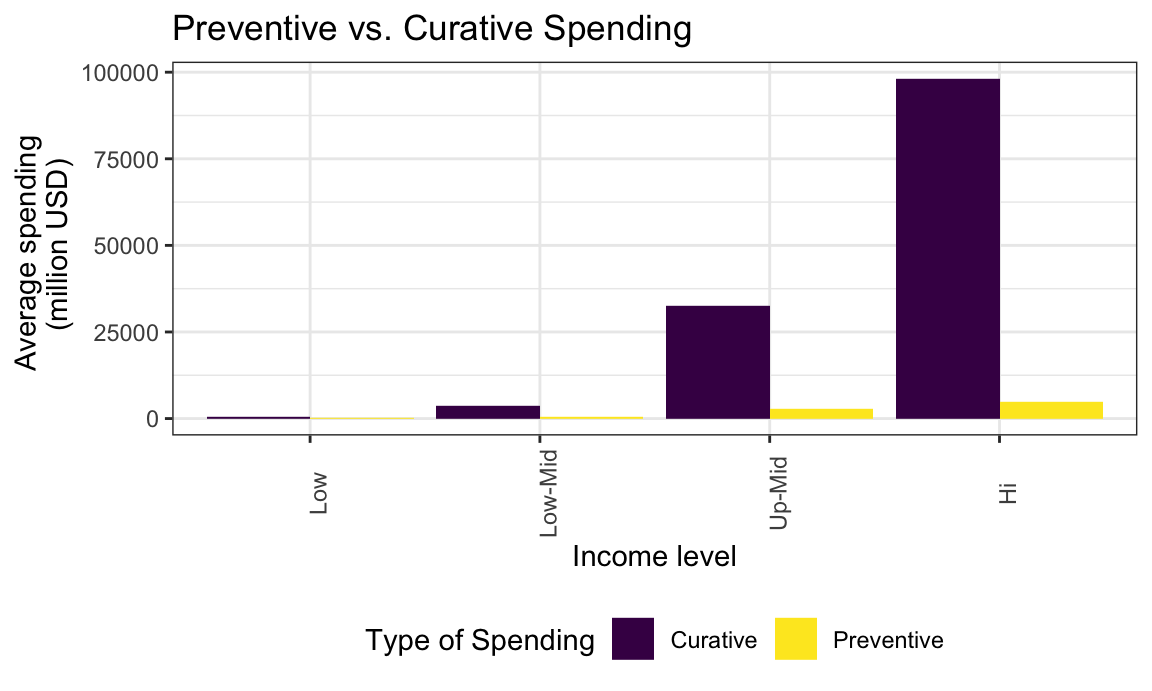 Preventive vs. Curative Spending
Average spending
(million USD)
100000
75000
50000
25000
0
Low
Low-Mid
Up-Mid
Hi
Income level
Type of Spending
Curative
Preventive